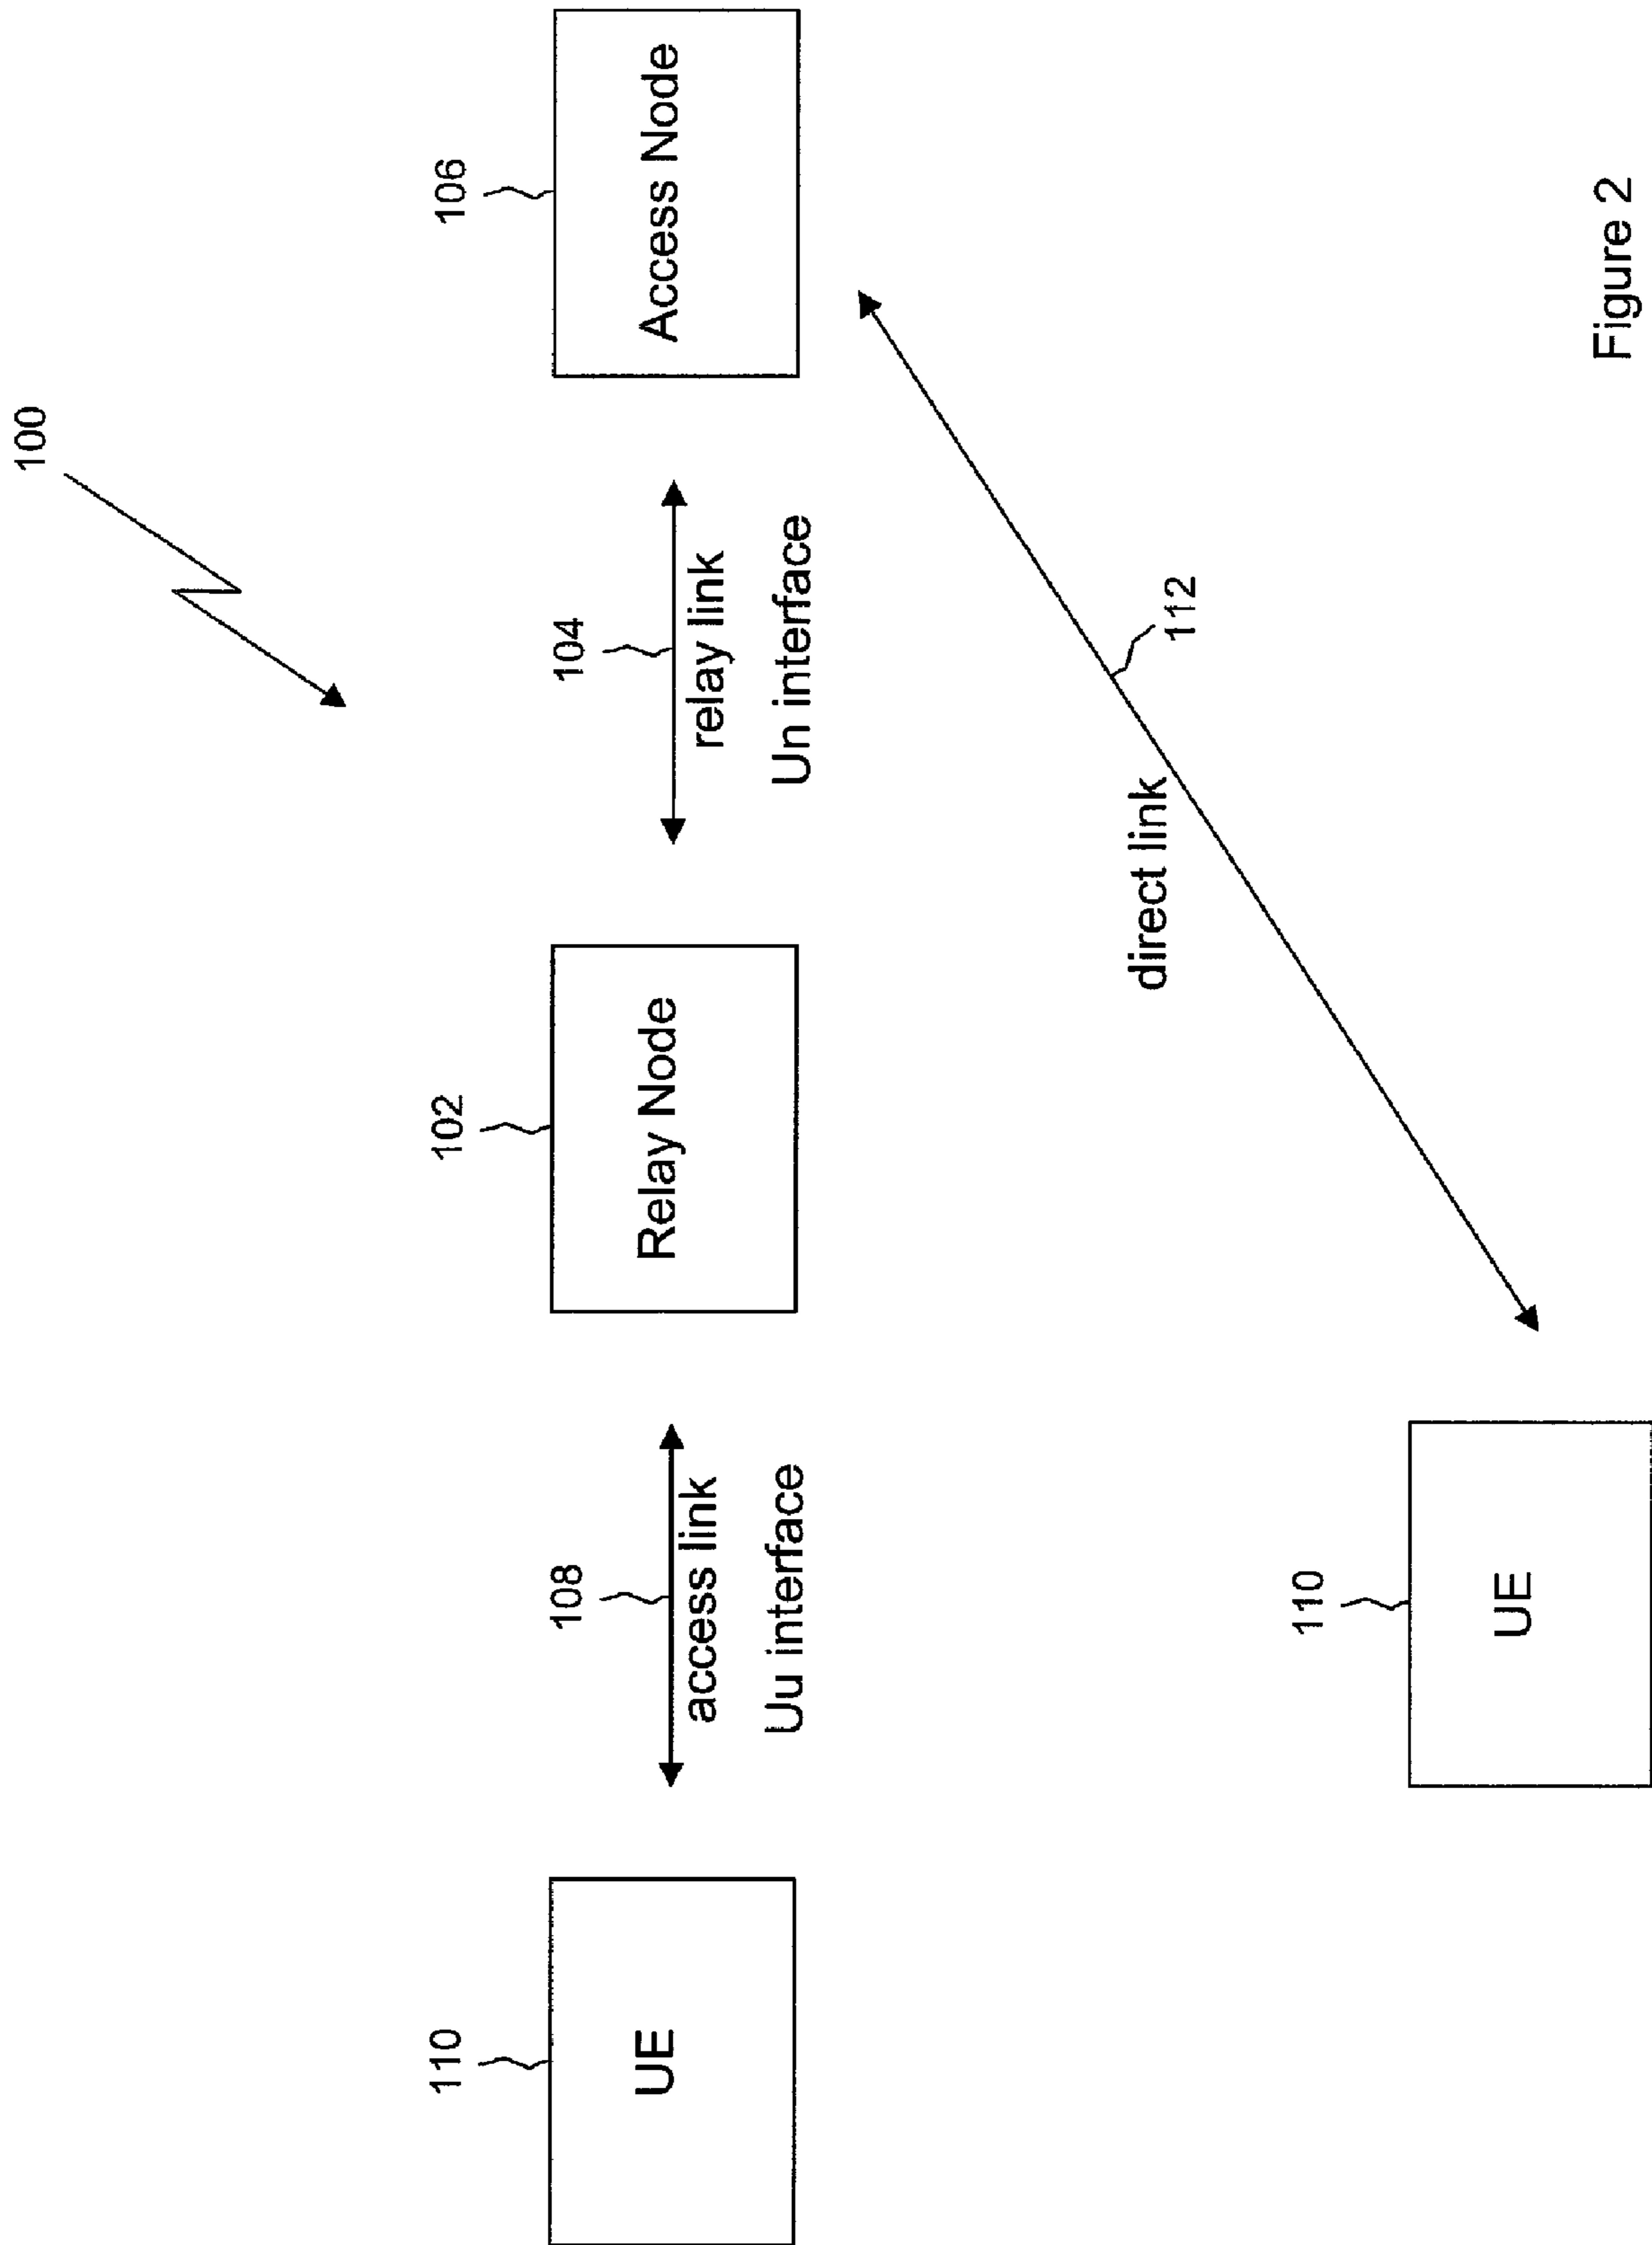 100
110
102
106
UE
Relay Node
Access Node
108
104
access link
relay link
Uu interface
Un interface
direct link
112
110
UE
Figure 2